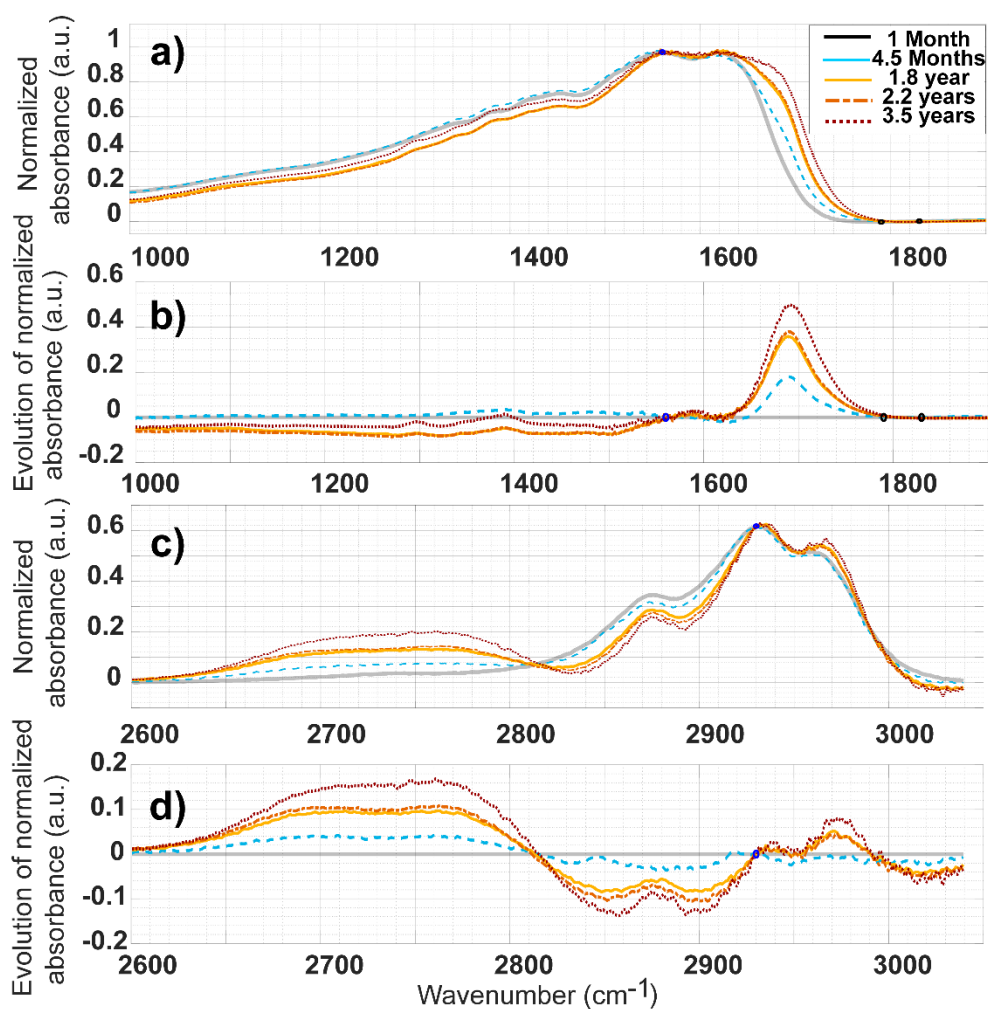 a)
Normalized
absorbance (a.u.)
1
0.8
0.6
0.4
0.2
0
1 Month
4.5 Months
1.8 year
2.2 years
3.5 years
1000 1200 1400 1600 1800
b)
Evolution of normalized
absorbance (a.u.)
0.6
0.4
0.2
0
-0.2
1000 1200 1400 1600 1800
c)
Normalized
absorbance (a.u.)
0.6
0.4
0.2
0
2600 2700 2800 2900 3000
d)
Evolution of normalized
absorbance (a.u.)
0.2
0.1
0
-0.1
-0.2
2600 2700 2800 2900 3000
Wavenumber (cm⁻¹)